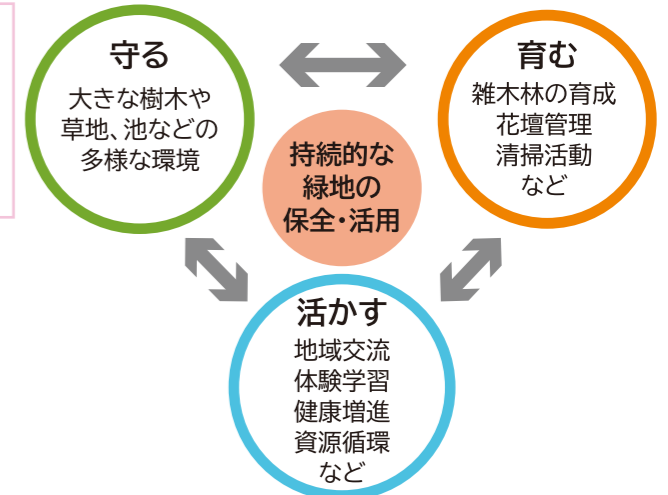 守る
大きな樹木や
草地、池などの
多様な環境
育む
雑木林の育成
花壇管理
清掃活動
など
持続的な
緑地の
保全・活用
活かす
地域交流
体験学習
健康増進
資源循環
など